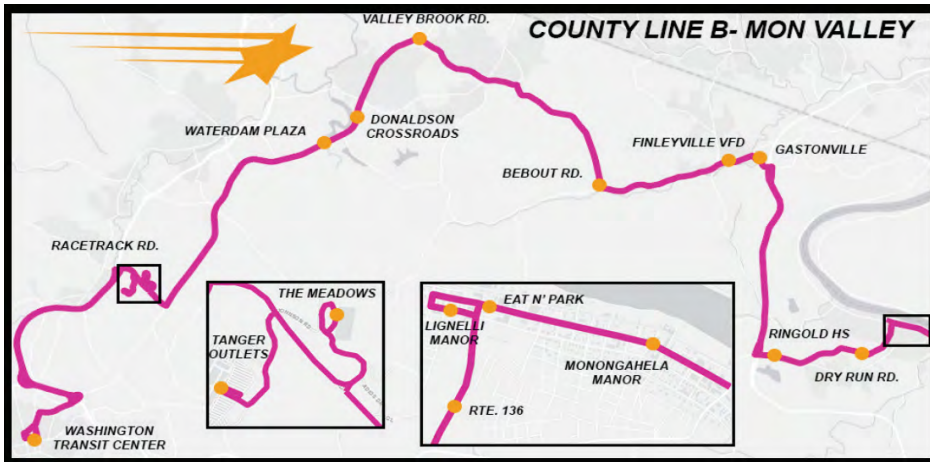 VALLEY BROOK RD.
COUNTY LINE B- MON VALLEY
WATERDAM PLAZA
DONALDSON
CROSSROADS
FINLEYVILLE VFD
GASTONVILLE
BEBOUT RD.
RACETRACK RD.
THE MEADOWS
TANGER
OUTLETS
EAT N' PARK
LIGNELLI
MANOR
MONONGAHELA
MANOR
RTE. 136
RINGOLD HS
DRY RUN RD.
WASHINGTON
TRANSIT CENTER